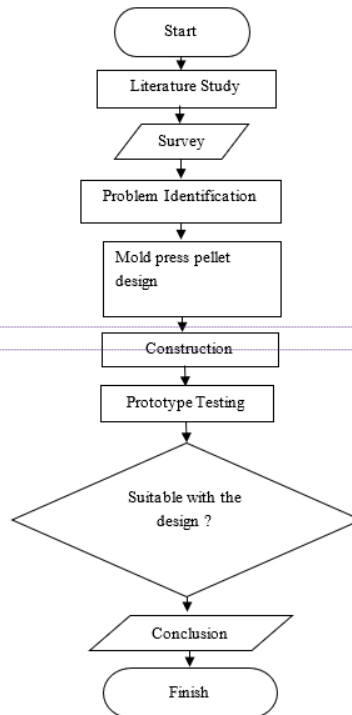 Start
Literature Study
Survey
Problem Identification
Mold press pellet
design
Construction
Prototype Testing
Suitable with the
design ?
Conclusion
Finish